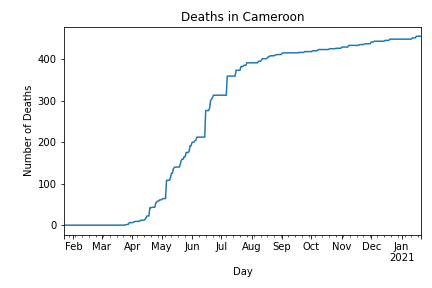 Deaths in Cameroon
Number of Deaths
400
300
200
100
0
Feb Mar Apr May Jun Jul Aug Sep Oct Nov Dec Jan
2021
Day